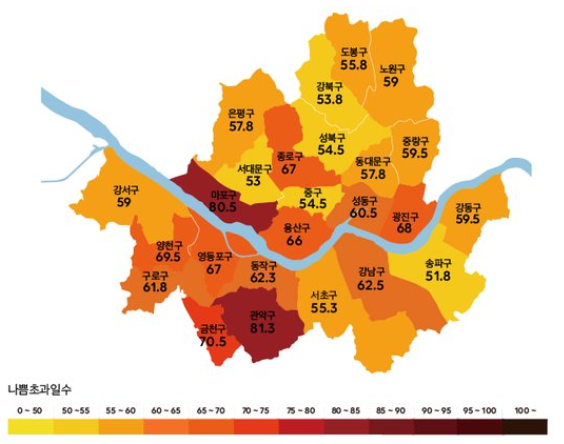 도봉구
55.8
노원구
59
강북구
53.8
은평구
57.8
성북구
54.5
중랑구
59.5
종로구
67
동대문구
57.8
서대문구
53
강서구
59
마포구
80.5
중구
54.5
성동구
60.5
광진구
68
강동구
59.5
용산구
66
양천구
69.5
영등포구
67
동작구
62.3
강남구
62.5
송파구
51.8
구로구
61.8
서초구
55.3
금천구
70.5
관악구
81.3
나쁨초과일수
0~50 50~55 55~60 60~65 65~70 70~75 75~80 80~85 85~90 90~95 95~100 100~